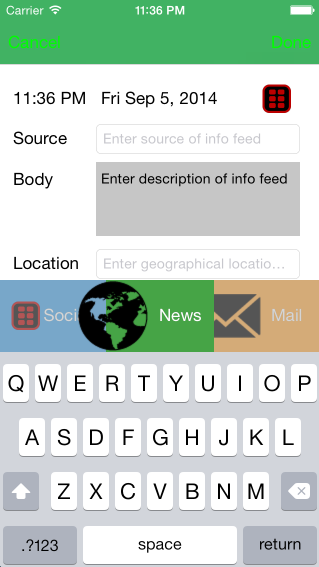 Carrier 11:36 PM
Cancel Done
11:36 PM Fri Sep 5, 2014
Source Enter source of info feed
Body Enter description of info feed
Location Enter geographical locatio...
Soci News Mail
Q W E R T Y U I O P
A S D F G H J K L
Z X C V B N M
.?123 space return